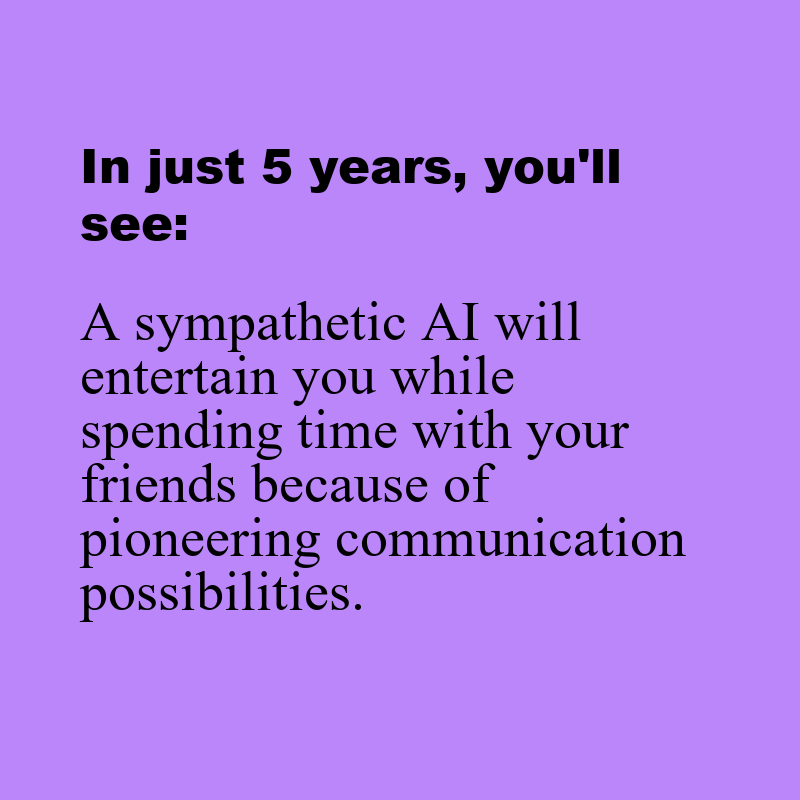 In just 5 years, you'll
see:
A sympathetic AI will
entertain you while
spending time with your
friends because of
pioneering communication
possibilities.